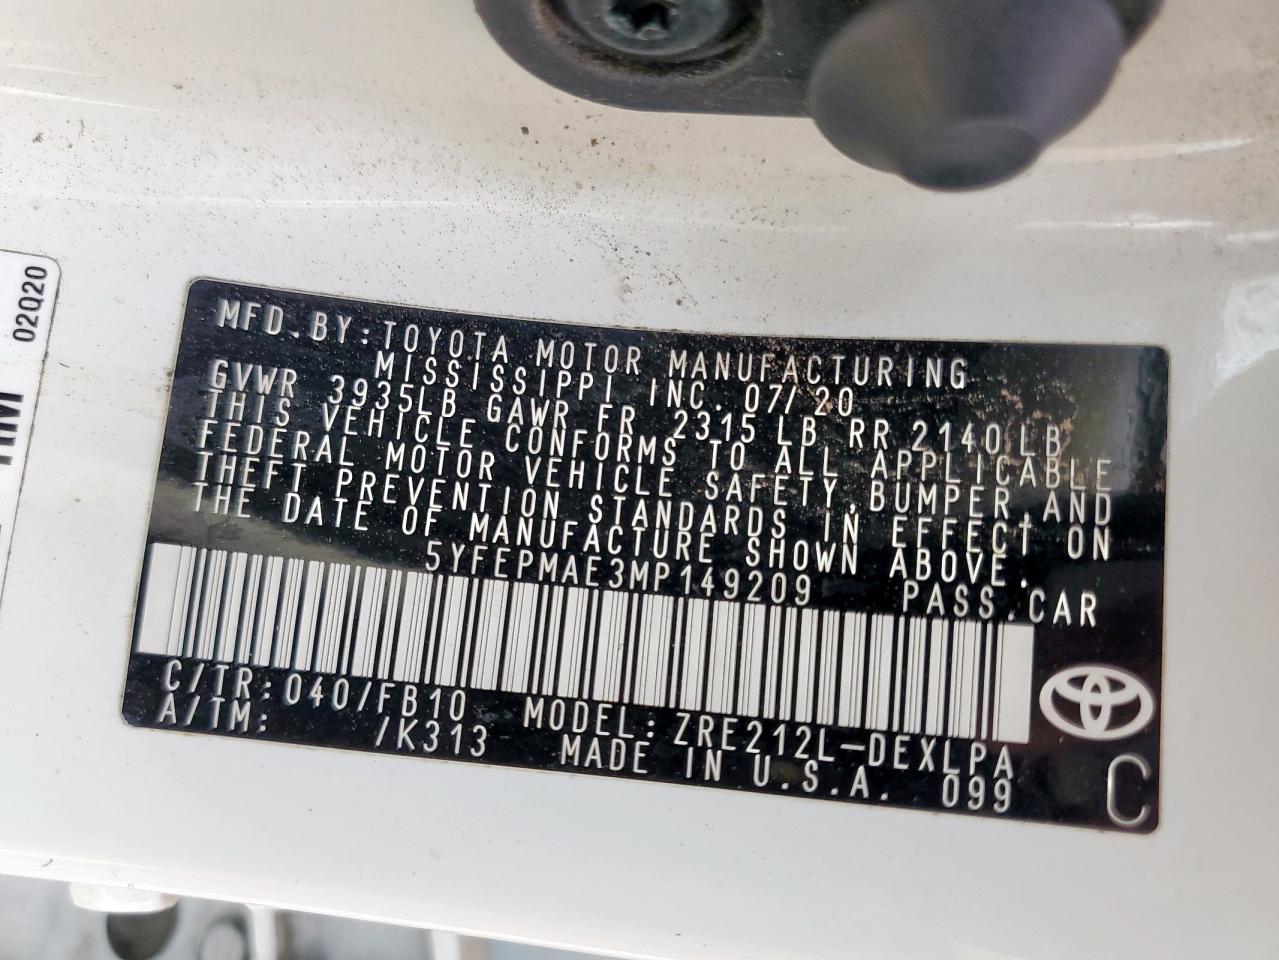 MFD.BY:TOYOTA MOTOR MANUFACTURING
MISSISSIPPI INC. 07/20
GVWR 3935LB GAWR FR 2315 LB RR 2140LB
THIS VEHICLE CONFORMS TO ALL APPLICABLE
FEDERAL MOTOR VEHICLE SAFETY,BUMPER,AND
THEFT PREVENTION STANDARDS IN EFFECT ON
THE DATE OF MANUFACTURE SHOWN ABOVE.
5YFEPMAE3MP149209 PASS.CAR
C/TR:040/FB10 MODEL:ZRE212L-DEXLPA
A/TM: /K313 MADE IN U.S.A. 099
C
02Q20